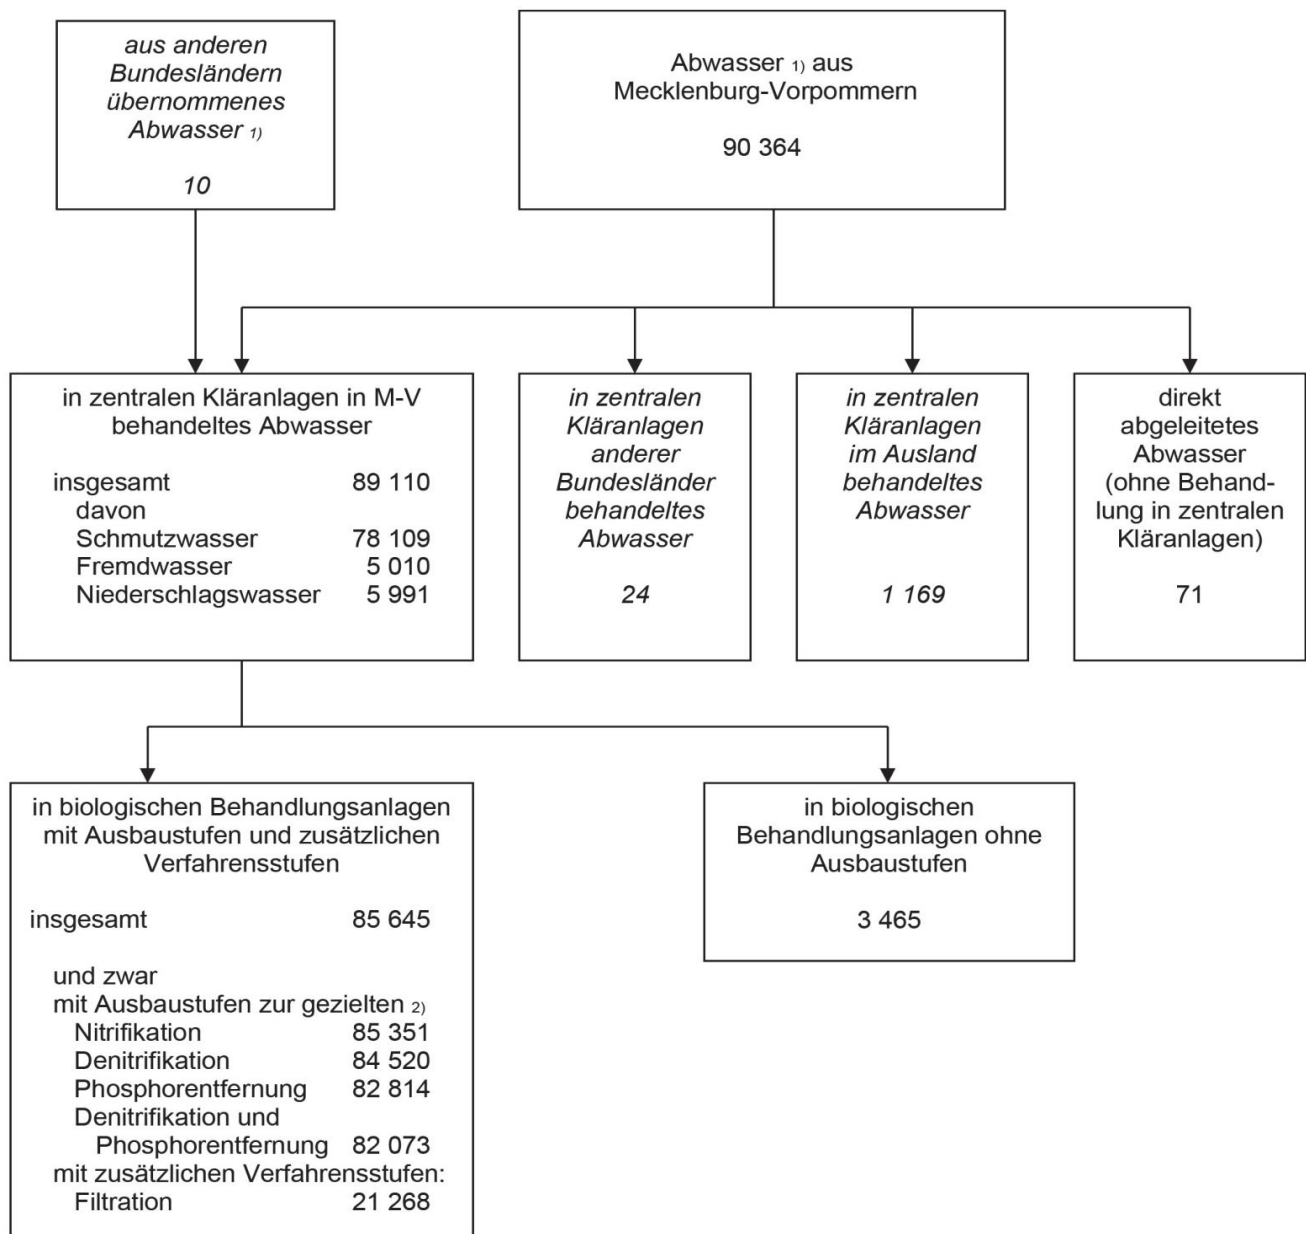 aus anderen
Bundesländern
übernommenes
Abwasser 1)
10
Abwasser 1) aus
Mecklenburg-Vorpommern
90 364
in zentralen Kläranlagen in M-V
behandeltes Abwasser
insgesamt 89 110
davon
Schmutzwasser 78 109
Fremdwasser 5 010
Niederschlagswasser 5 991
in zentralen
Kläranlagen
anderer
Bundesländer
behandeltes
Abwasser
24
in zentralen
Kläranlagen
im Ausland
behandeltes
Abwasser
1 169
direkt
abgeleitetes
Abwasser
(ohne Behand-
lung in zentralen
Kläranlagen)
71
in biologischen Behandlungsanlagen
mit Ausbaustufen und zusätzlichen
Verfahrensstufen
insgesamt 85 645
und zwar
mit Ausbaustufen zur gezielten 2)
Nitrifikation 85 351
Denitrifikation 84 520
Phosphorentfernung 82 814
Denitrifikation und
Phosphorentfernung 82 073
mit zusätzlichen Verfahrensstufen:
Filtration 21 268
in biologischen
Behandlungsanlagen ohne
Ausbaustufen
3 465